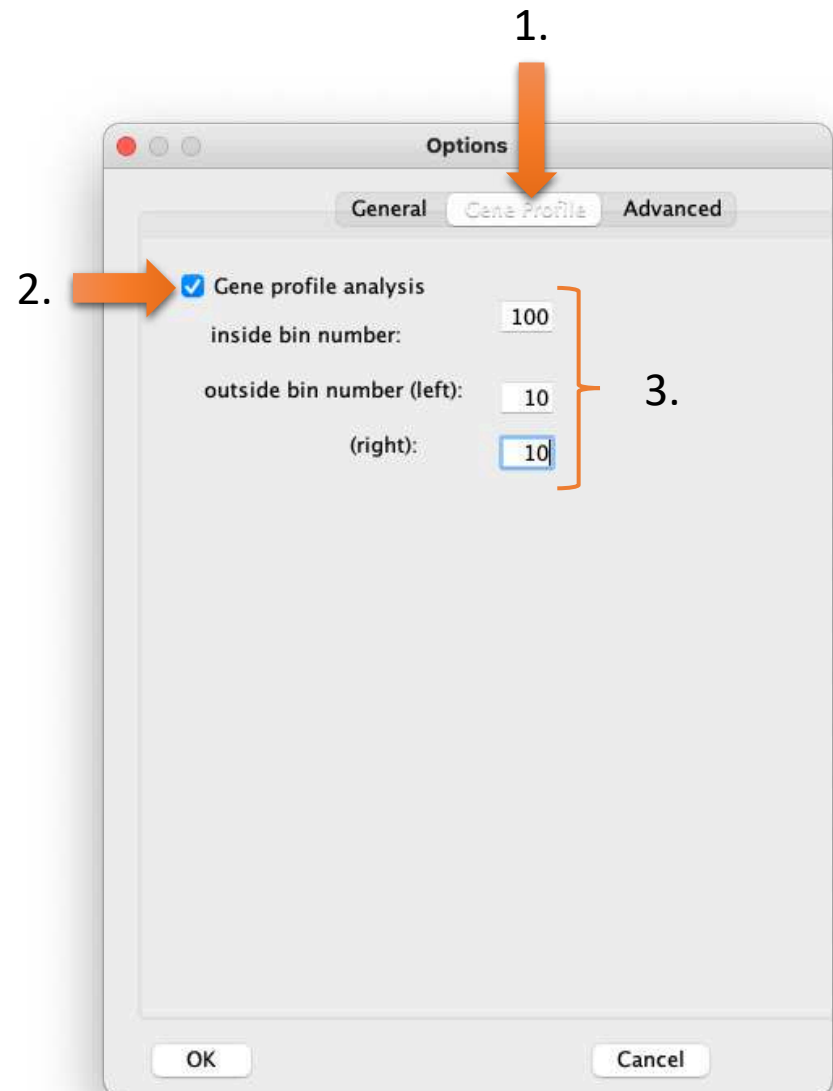 1.
Options
General Gene Profile Advanced
2.
Gene profile analysis
inside bin number: 100
outside bin number (left): 10
3.
(right): 10
OK Cancel